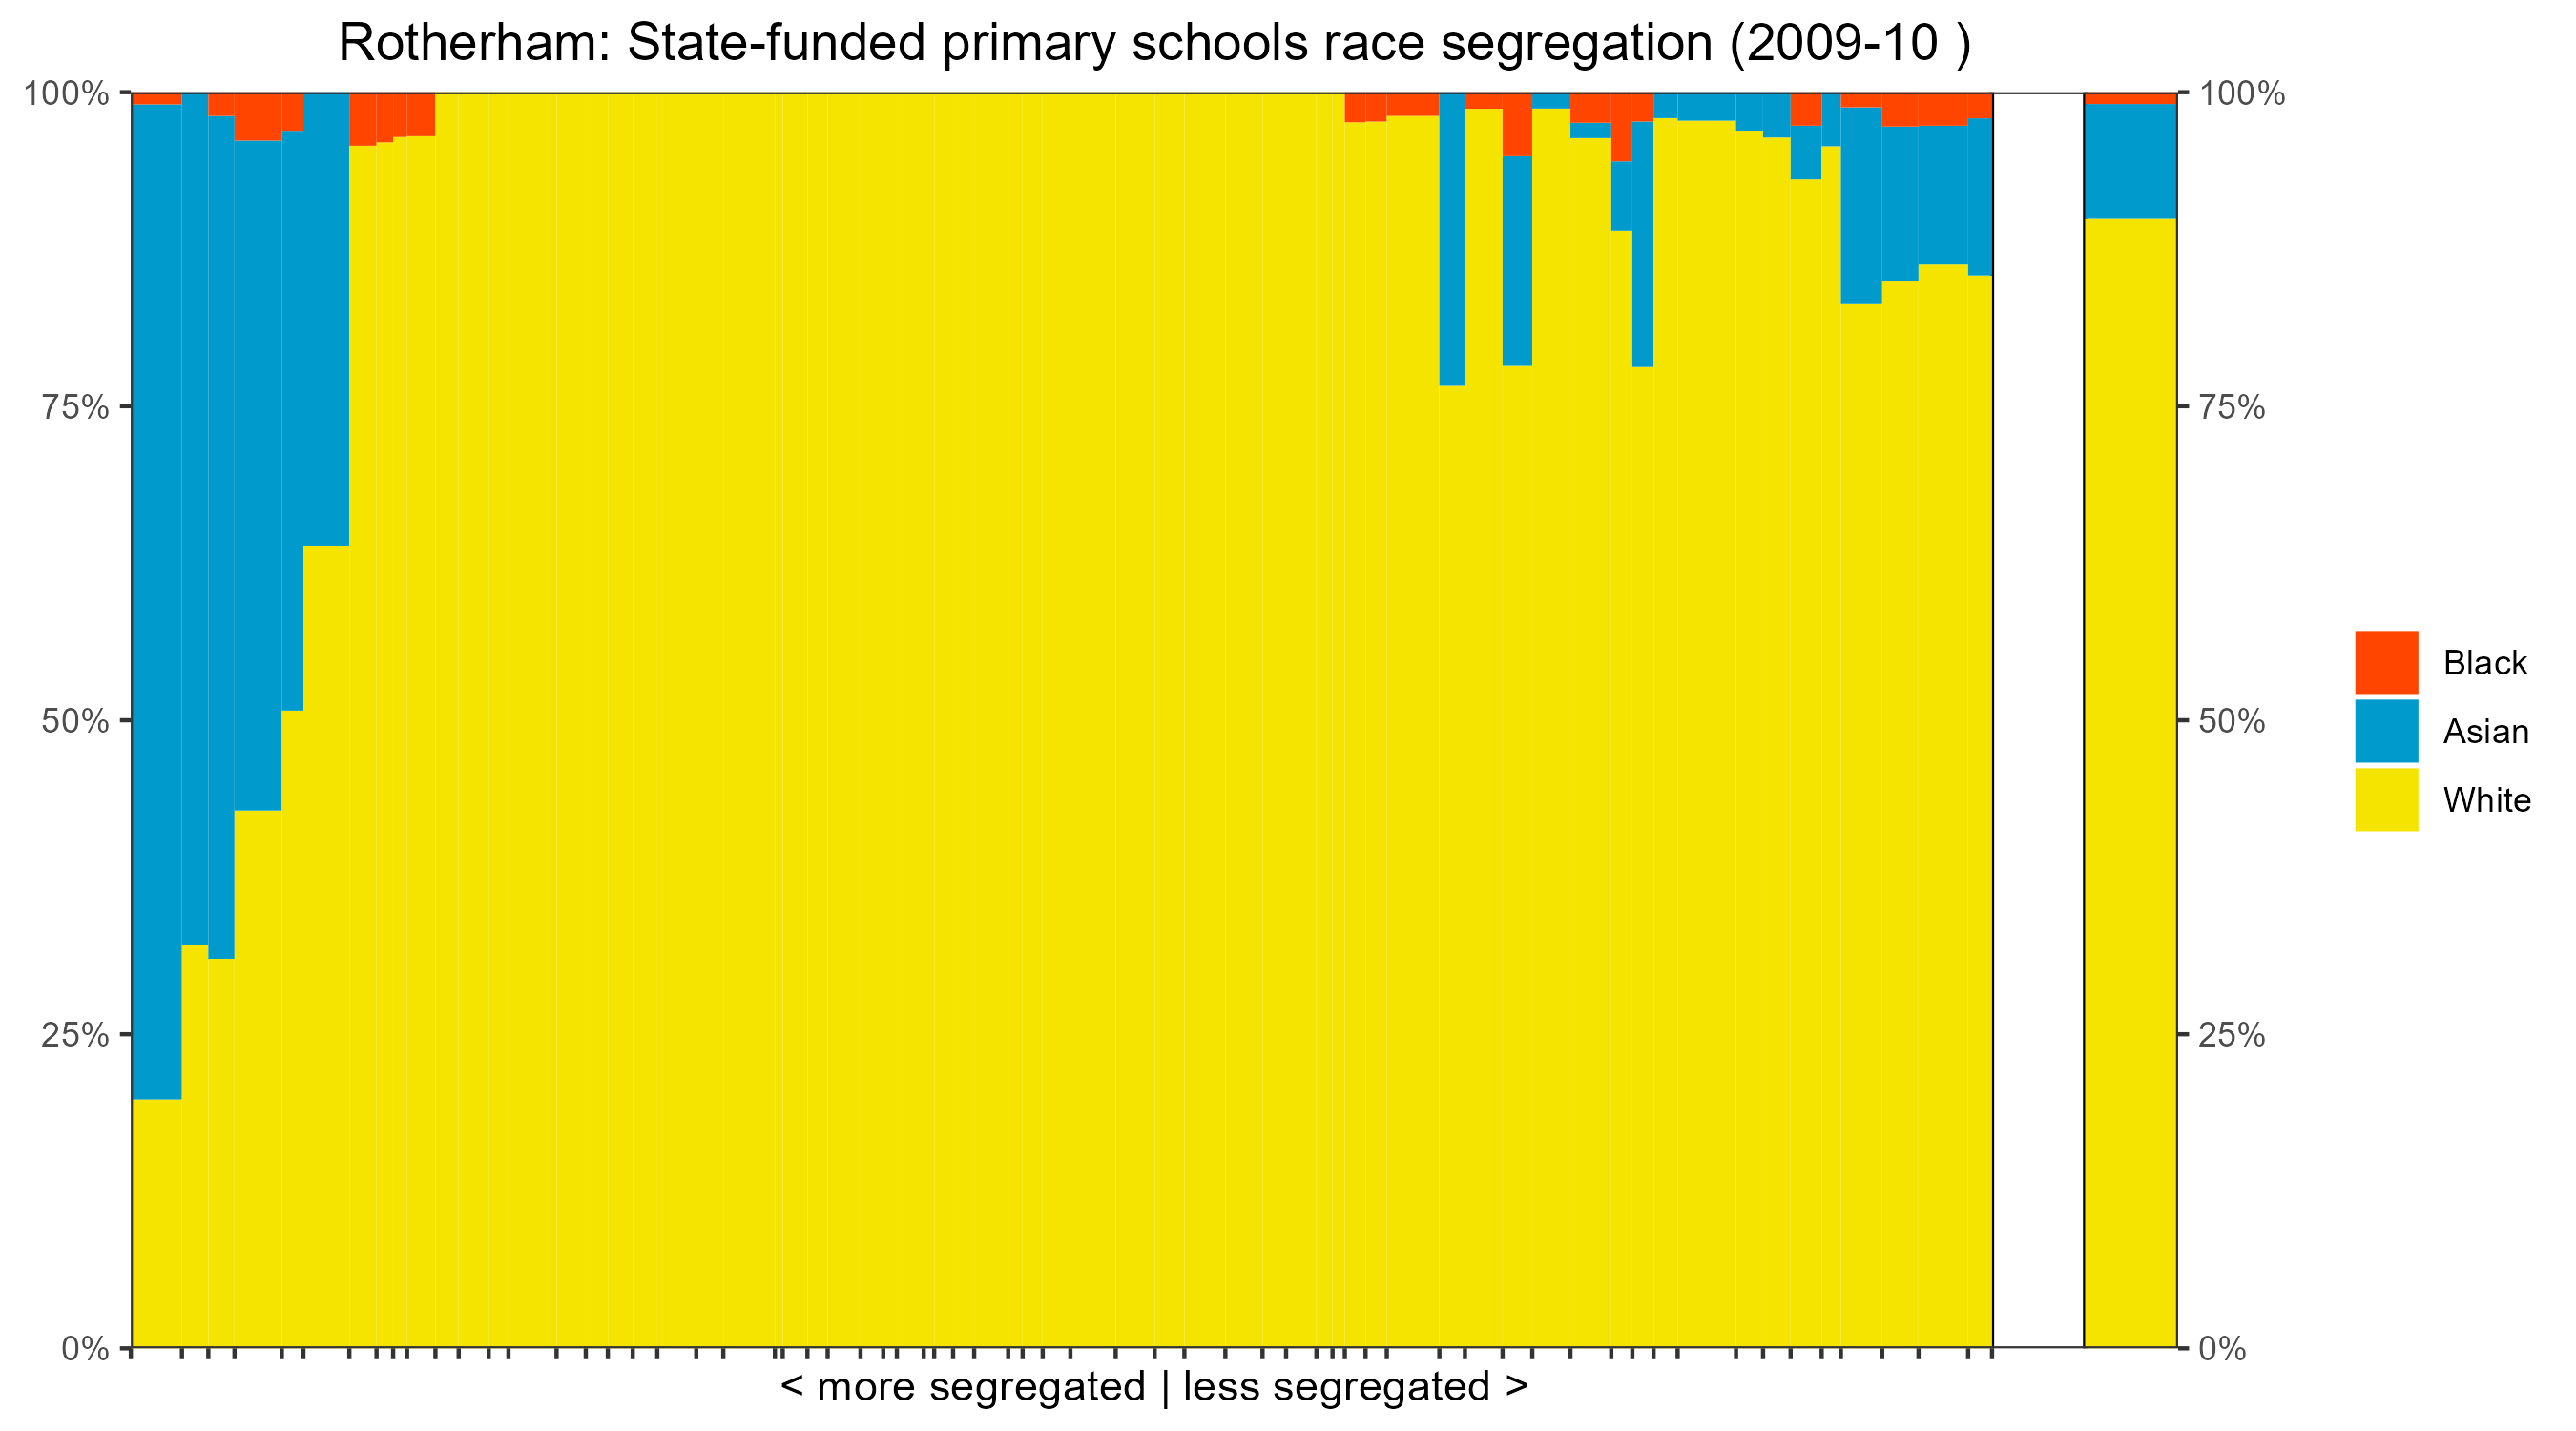 Rotherham: State-funded primary schools race segregation (2009-10 )
100%
75%
50%
25%
0%
100%
75%
50%
25%
0%
Black
Asian
White
< more segregated | less segregated >